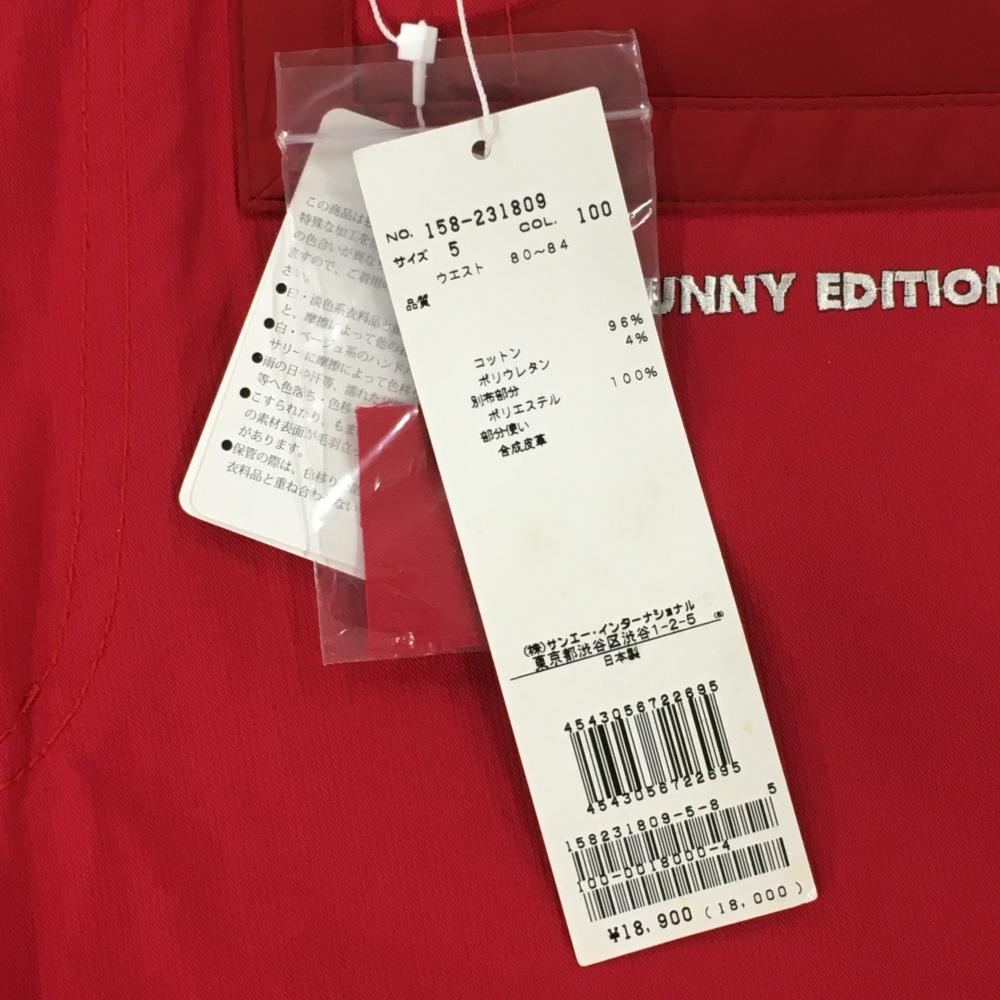 この商品は
特殊な加工を
の色合いが異な
ますので、ご着用
さい。
●白・淡色系衣料品と
と、摩擦によって他の
●白・ベージュ系のハンド
サリーに摩擦によって色移
●雨の日や汗等、濡れた
等へ色落ち・色移
●こすられたり、もま
の素材表面が毛羽立
があります。
●保管の際は、色移り
衣料品と重ね合わ ない
NO. 158-231809
サイズ 5 COL. 100
ウエスト 80~84
品質
コットン 96%
ポリウレタン 4%
別布部分
ポリエステル 100%
部分使い
合成皮革
(株)サンエー・インターナショナル
東京都渋谷区渋谷1-2-5
日本製
4543056722695
4543056722695
158231809-5-8 5
100-0018000-4
¥18,900 (18,000)
UNNY EDITION